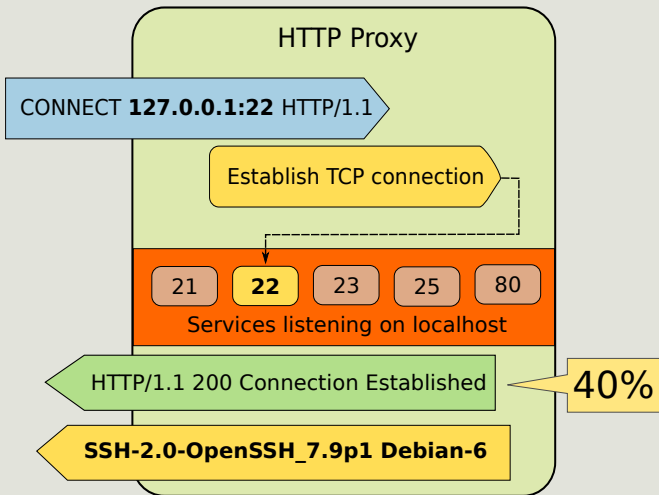 HTTP Proxy
CONNECT 127.0.0.1:22 HTTP/1.1
Establish TCP connection
21 22 23 25 80
Services listening on localhost
HTTP/1.1 200 Connection Established
40%
SSH-2.0-OpenSSH_7.9p1 Debian-6